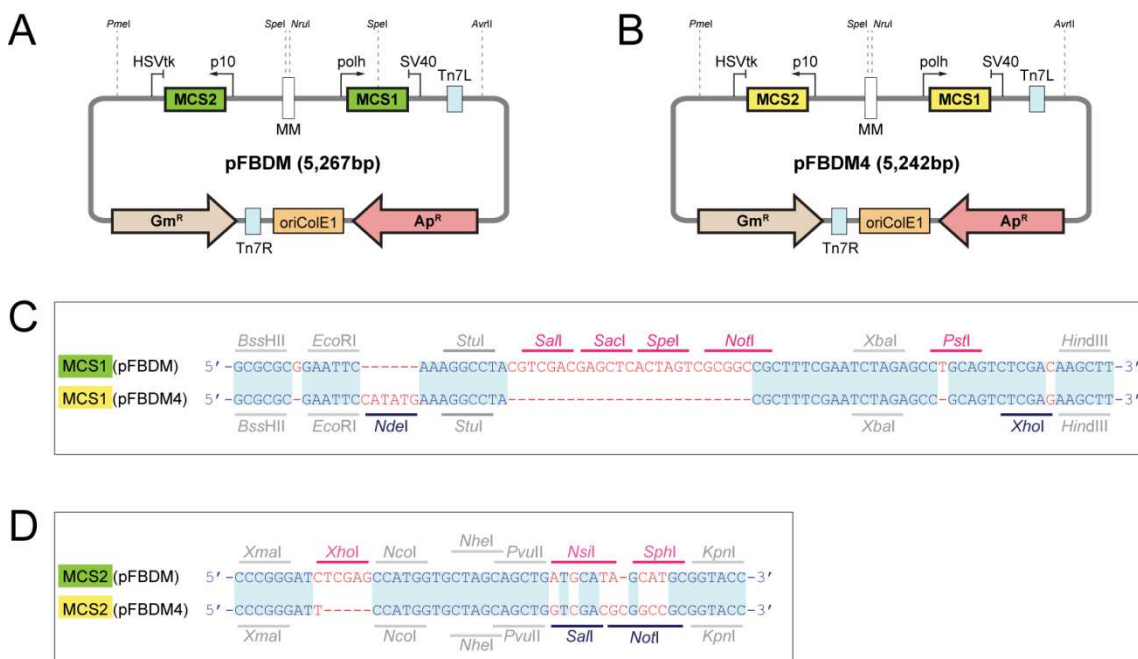 A
PmeI SpeI NruI SpeI AvrII
HSVtk p10 polh SV40 Tn7L
MCS2 MCS1
MM
pFBDM (5,267bp)
Gm^R oriColE1 Ap^R
Tn7R
B
PmeI SpeI NruI AvrII
HSVtk p10 polh SV40 Tn7L
MCS2 MCS1
MM
pFBDM4 (5,242bp)
Gm^R oriColE1 Ap^R
Tn7R
C
BssHII EcoRI StuI SalI SacI SpeI NotI XbaI PstI HindIII
MCS1 (pFBDM) 5′-GCGCGCGGAATTC------AAAGGCCTACGTCGACGAGCTCACTAGTCGCGGCCGCTTTCGAATCTAGAGCCTGCAGTCTCGACAAGCTT-3′
MCS1 (pFBDM4) 5′-GCGCGC-GAATTCCATATGAAAGGCCTA-------------------------CGCTTTCGAATCTAGAGCC-GCAGTCTCGAGAAGCTT-3′
BssHII EcoRI NdeI StuI XbaI XhoI HindIII
D
XmaI XhoI NcoI NheI PvuII NsiI SphI KpnI
MCS2 (pFBDM) 5′-CCCGGGATCTCGAGCCATGGTGCTAGCAGCTGATGCATA-GCATGCGGTACC-3′
MCS2 (pFBDM4) 5′-CCCGGGATT-----CCATGGTGCTAGCAGCTGGTCGACGCGGCCGCGGTACC-3′
XmaI NcoI NheI PvuII SalI NotI KpnI